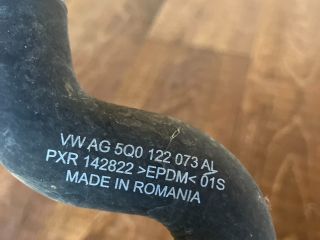 VW AG 5Q0 122 073 AL
PXR 142822 >EPDM< 01S
MADE IN ROMANIA